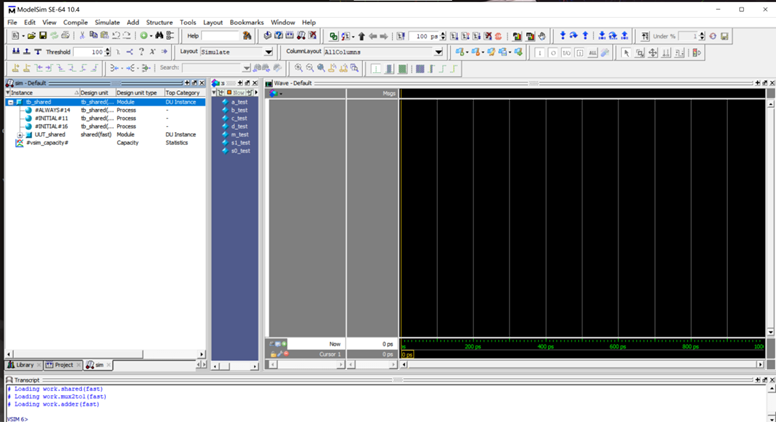 ModelSim SE-64 10.4
File Edit View Compile Simulate Add Structure Tools Layout Bookmarks Window Help
Help
100 ps
Under %
Threshold 100
Layout Simulate
ColumnLayout AllColumns
Search:
sim - Default
Wave - Default
Instance Design unit Design unit type Top Category
Msgs
tb_shared tb_shared(... Module DU Instance
#ALWAYS#14 tb_shared(... Process -
#INITIAL#11 tb_shared(... Process -
#INITIAL#16 tb_shared(... Process -
UUT_shared shared(fast) Module DU Instance
#vsim_capacity# Capacity Statistics
a_test
b_test
c_test
d_test
m_test
s1_test
s0_test
Now 0 ps
Cursor 1 0 ps
200 ps 400 ps 600 ps 800 ps
0 ps
Library Project sim
Transcript
# Loading work.shared(fast)
# Loading work.mux2to1(fast)
# Loading work.adder(fast)
VSIM 6>